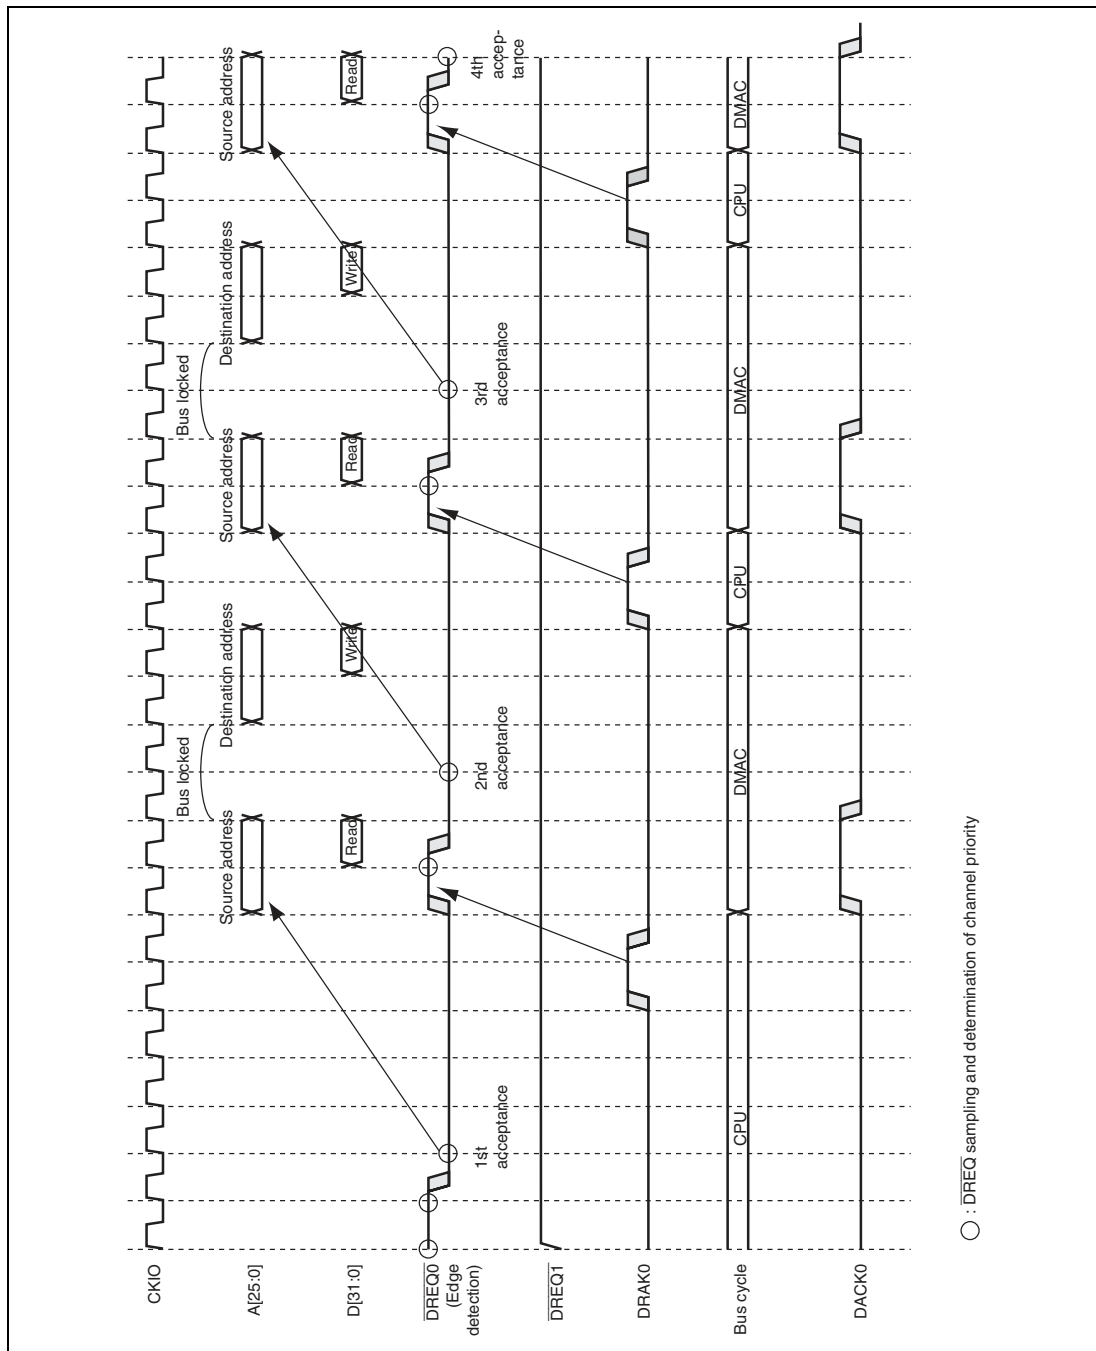 CKIO
Source address
Bus locked
Destination address
Source address
Bus locked
Destination address
Source address
A[25:0]
D[31:0]
Read
Write
Read
Write
Read
DREQ0
(Edge
detection)
1st
acceptance
2nd
acceptance
3rd
acceptance
4th
accep-
tance
DREQ1
DRAK0
Bus cycle
CPU
DMAC
CPU
DMAC
CPU
DMAC
DACK0
: DREQ sampling and determination of channel priority